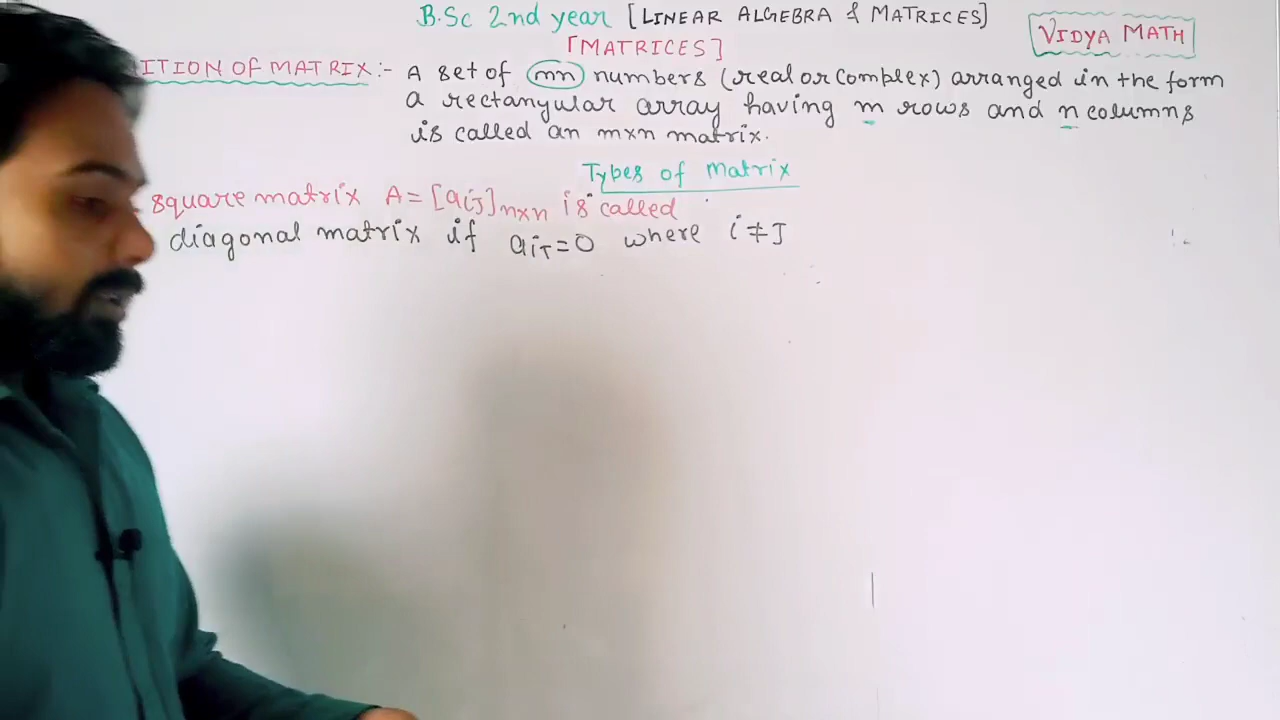 B.Sc 2nd year [LINEAR ALGEBRA & MATRICES]
VIDYA MATH
[MATRICES]
ITION OF MATRIX :- A set of mn numbers (real or complex) arranged in the form
a rectangular array having m rows and n columns
is called an mxn matrix.
Types of Matrix
square matrix A = [aij]nxn is called
diagonal matrix if aiJ = 0 where i ≠ J